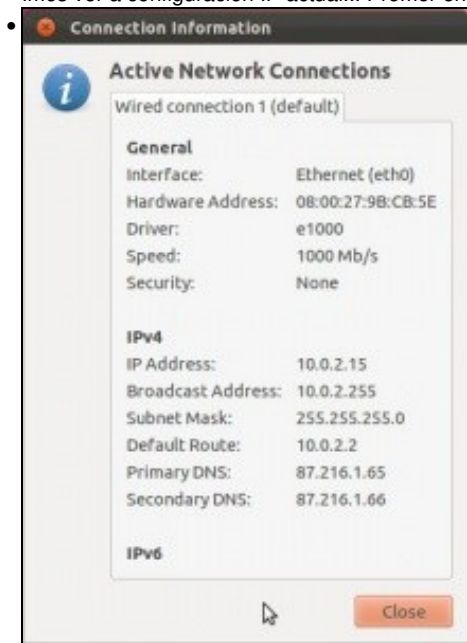 Connection Information
Active Network Connections
Wired connection 1 (default)
General
Interface: Ethernet (eth0)
Hardware Address: 08:00:27:9B:CB:5E
Driver: e1000
Speed: 1000 Mb/s
Security: None
IPv4
IP Address: 10.0.2.15
Broadcast Address: 10.0.2.255
Subnet Mask: 255.255.255.0
Default Route: 10.0.2.2
Primary DNS: 87.216.1.65
Secondary DNS: 87.216.1.66
IPv6
Close